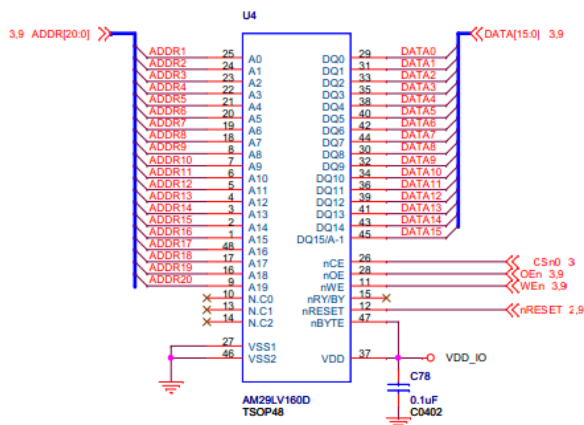 U4
3,9 ADDR[20:0]
DATA[15:0] 3,9
ADDR1 25 A0 DQ0 29 DATA0
ADDR2 24 A1 DQ1 31 DATA1
ADDR3 23 A2 DQ2 33 DATA2
ADDR4 22 A3 DQ3 35 DATA3
ADDR5 21 A4 DQ4 38 DATA4
ADDR6 20 A5 DQ5 40 DATA5
ADDR7 19 A6 DQ6 42 DATA6
ADDR8 18 A7 DQ7 44 DATA7
ADDR9 8 A8 DQ8 30 DATA8
ADDR10 7 A9 DQ9 32 DATA9
ADDR11 6 A10 DQ10 34 DATA10
ADDR12 5 A11 DQ11 36 DATA11
ADDR13 4 A12 DQ12 39 DATA12
ADDR14 3 A13 DQ13 41 DATA13
ADDR15 2 A14 DQ14 43 DATA14
ADDR16 1 A15 DQ15/A-1 45 DATA15
ADDR17 48 A16
ADDR18 17 A17 nCE 26 CSn0 3
ADDR19 16 A18 nOE 28 OEn 3,9
ADDR20 9 A19 nWE 11 WEn 3,9
10 N.C0 nRY/BY 15
13 N.C1 nRESET 12 nRESET 2,9
14 N.C2 nBYTE 47
27 VSS1
46 VSS2 VDD 37 VDD_IO
C78
0.1uF
C0402
AM29LV160D
TSOP48